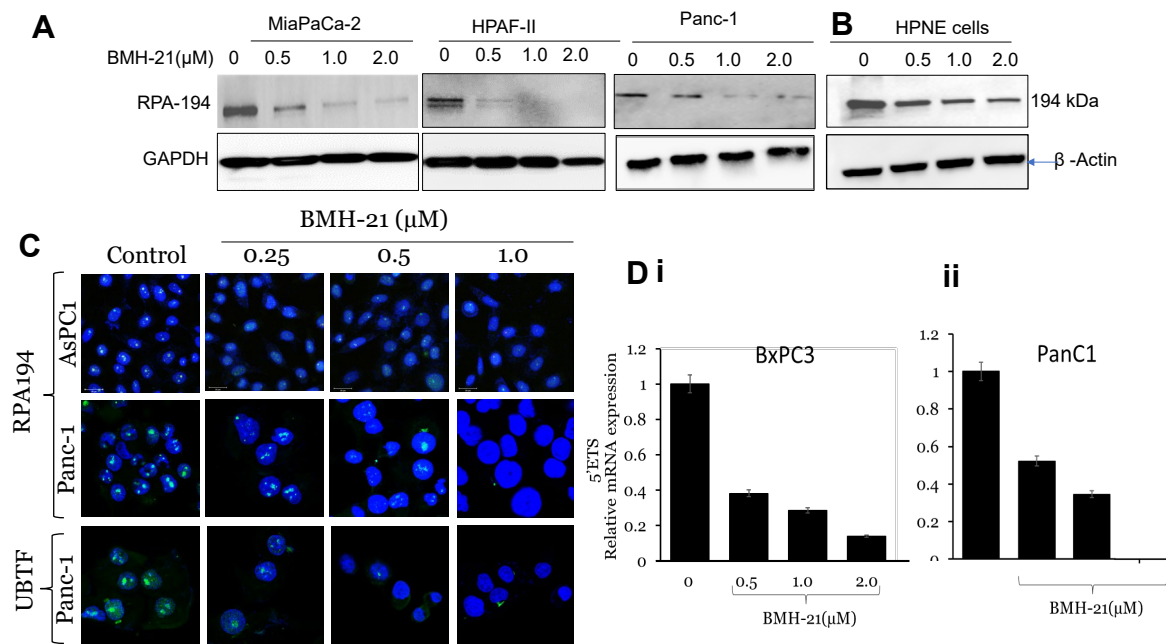 A
MiaPaCa-2
HPAF-II
Panc-1
B
HPNE cells
BMH-21(µM)
0 0.5 1.0 2.0
0 0.5 1.0 2.0
0 0.5 1.0 2.0
0 0.5 1.0 2.0
RPA-194
194 kDa
GAPDH
β -Actin
C
BMH-21 (µM)
Control 0.25 0.5 1.0
RPA194
AsPC1
Panc-1
UBTF
Panc-1
D i
BxPC3
5'ETS
Relative mRNA expression
1.2
1
0.8
0.6
0.4
0.2
0
0 0.5 1.0 2.0
BMH-21(µM)
ii
PanC1
1.2
1
0.8
0.6
0.4
0.2
0
BMH-21(µM)